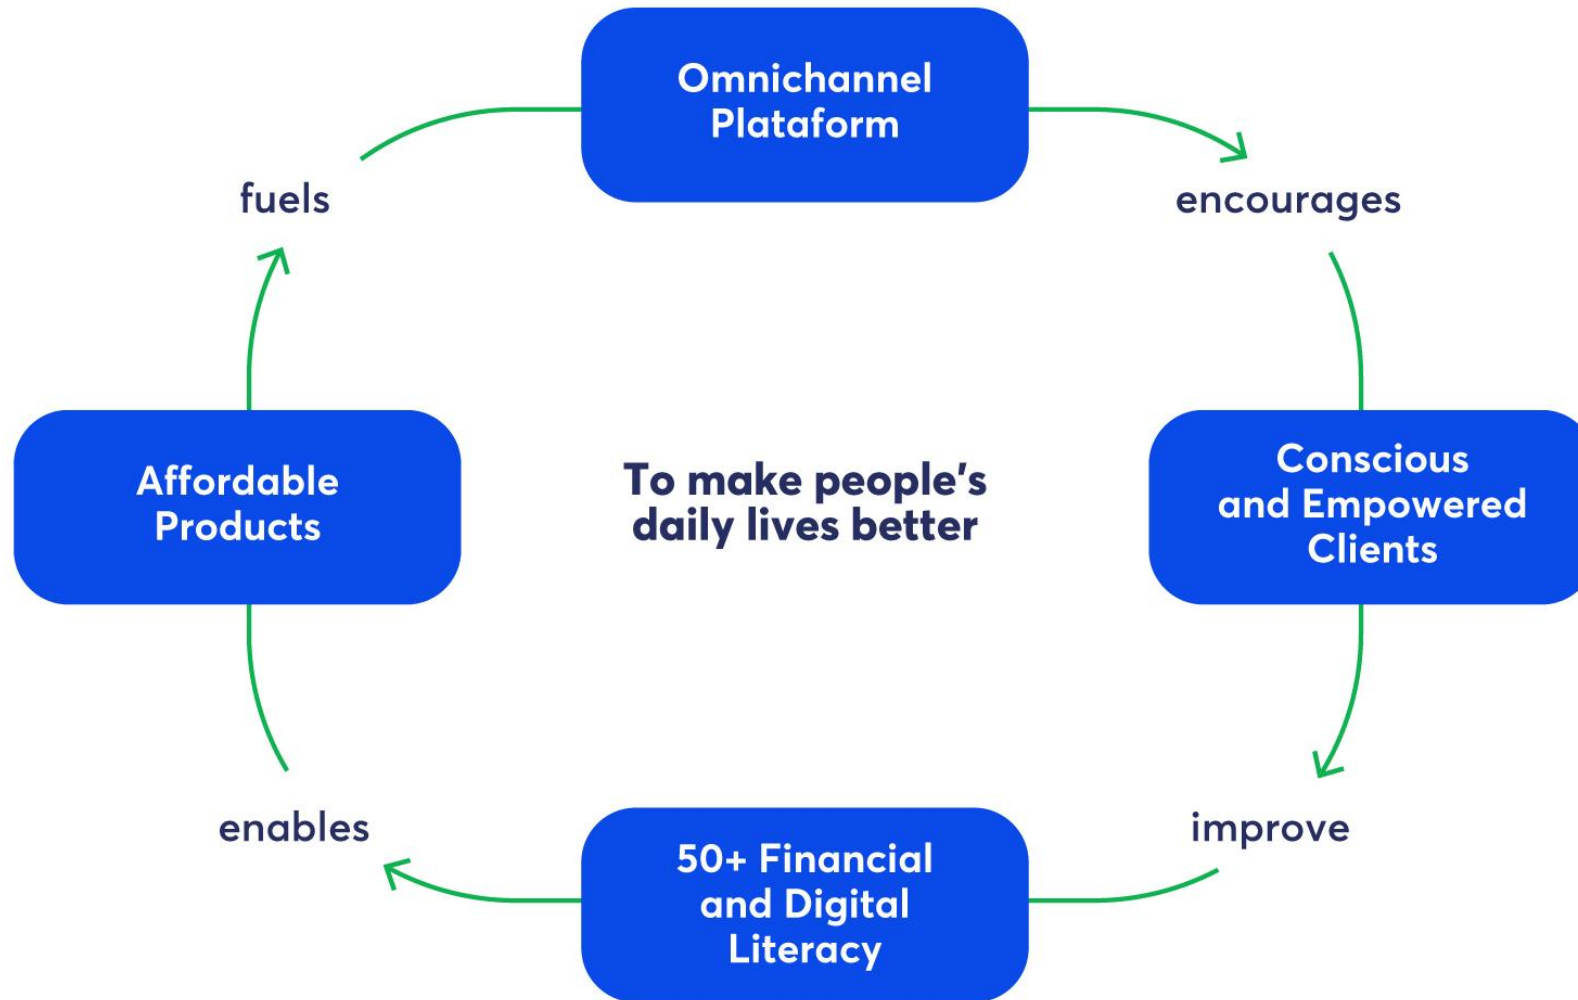 Omnichannel
Plataform
fuels
encourages
Affordable
Products
To make people's
daily lives better
Conscious
and Empowered
Clients
enables
improve
50+ Financial
and Digital
Literacy